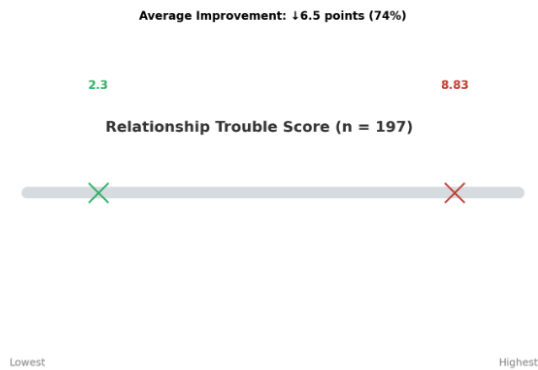 Average Improvement: ↓6.5 points (74%)
2.3 8.83
Relationship Trouble Score (n = 197)
Lowest Highest